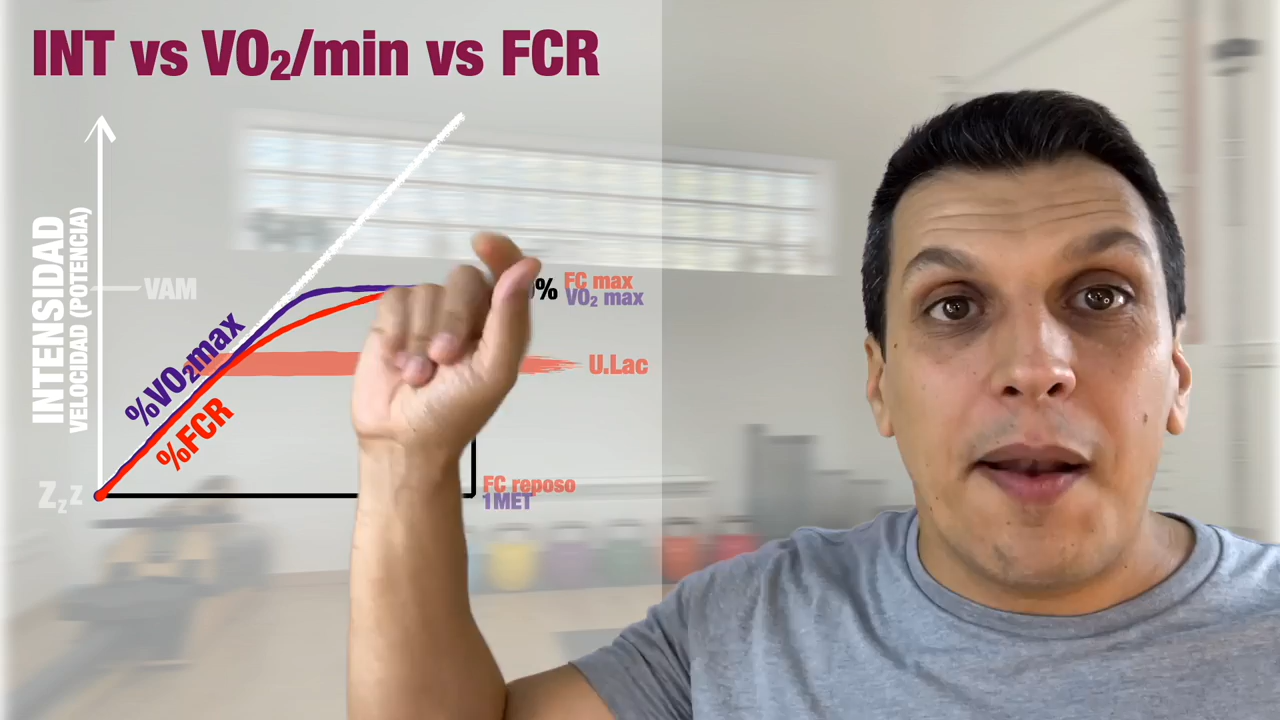 INT vs VO₂/min vs FCR
INTENSIDAD
VELOCIDAD (POTENCIA)
VAM
%VO₂max
%FCR
% FC max
VO₂ max
U.Lac
ZzZ
FC reposo
1MET